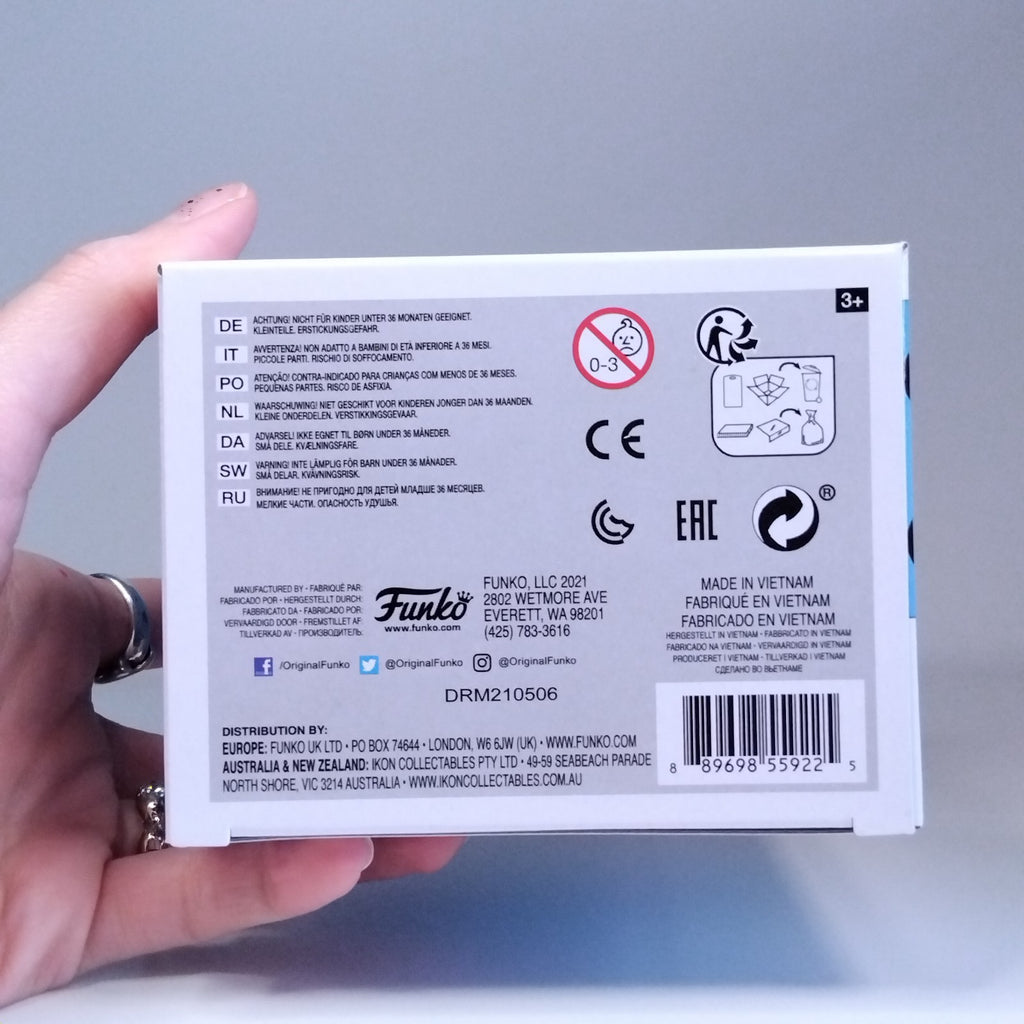 3+
DE ACHTUNG! NICHT FÜR KINDER UNTER 36 MONATEN GEEIGNET.
KLEINTEILE. ERSTICKUNGSGEFAHR.
IT AVVERTENZA! NON ADATTO A BAMBINI DI ETÀ INFERIORE A 36 MESI.
PICCOLE PARTI. RISCHIO DI SOFFOCAMENTO.
PO ATENÇÃO! CONTRA-INDICADO PARA CRIANÇAS COM MENOS DE 36 MESES.
PEQUENAS PARTES. RISCO DE ASFIXIA.
NL WAARSCHUWING! NIET GESCHIKT VOOR KINDEREN JONGER DAN 36 MAANDEN.
KLEINE ONDERDELEN. VERSTIKKINGSGEVAAR.
DA ADVARSEL! IKKE EGNET TIL BØRN UNDER 36 MÅNEDER.
SMÅ DELE. KVÆLNINGSFARE.
SW VARNING! INTE LÄMPLIG FÖR BARN UNDER 36 MÅNADER.
SMÅ DELAR. KVÄVNINGSRISK.
RU ВНИМАНИЕ! НЕ ПРИГОДНО ДЛЯ ДЕТЕЙ МЛАДШЕ 36 МЕСЯЦЕВ.
МЕЛКИЕ ЧАСТИ. ОПАСНОСТЬ УДУШЬЯ.
0-3
CE
EAC
®
MANUFACTURED BY • FABRIQUÉ PAR:
FABRICADO POR • HERGESTELLT DURCH:
FABBRICATO DA • FABRICADO POR:
VERVAARDIGD DOOR • FREMSTILLET AF:
TILLVERKAD AV • ПРОИЗВОДИТЕЛЬ:
Funko
www.funko.com
FUNKO, LLC 2021
2802 WETMORE AVE
EVERETT, WA 98201
(425) 783-3616
MADE IN VIETNAM
FABRIQUÉ EN VIETNAM
FABRICADO EN VIETNAM
HERGESTELLT IN VIETNAM • FABBRICATO IN VIETNAM
FABRICADO NA VIETNAM • VERVAARDIGD IN VIETNAM
PRODUCERET I VIETNAM • TILLVERKAD I VIETNAM
СДЕЛАНО ВО ВЬЕТНАМЕ
f /OriginalFunko @OriginalFunko @OriginalFunko
DRM210506
DISTRIBUTION BY:
EUROPE: FUNKO UK LTD • PO BOX 74644 • LONDON, W6 6JW (UK) • WWW.FUNKO.COM
AUSTRALIA & NEW ZEALAND: IKON COLLECTABLES PTY LTD • 49-59 SEABEACH PARADE
NORTH SHORE, VIC 3214 AUSTRALIA • WWW.IKONCOLLECTABLES.COM.AU
8 89698 55922 5